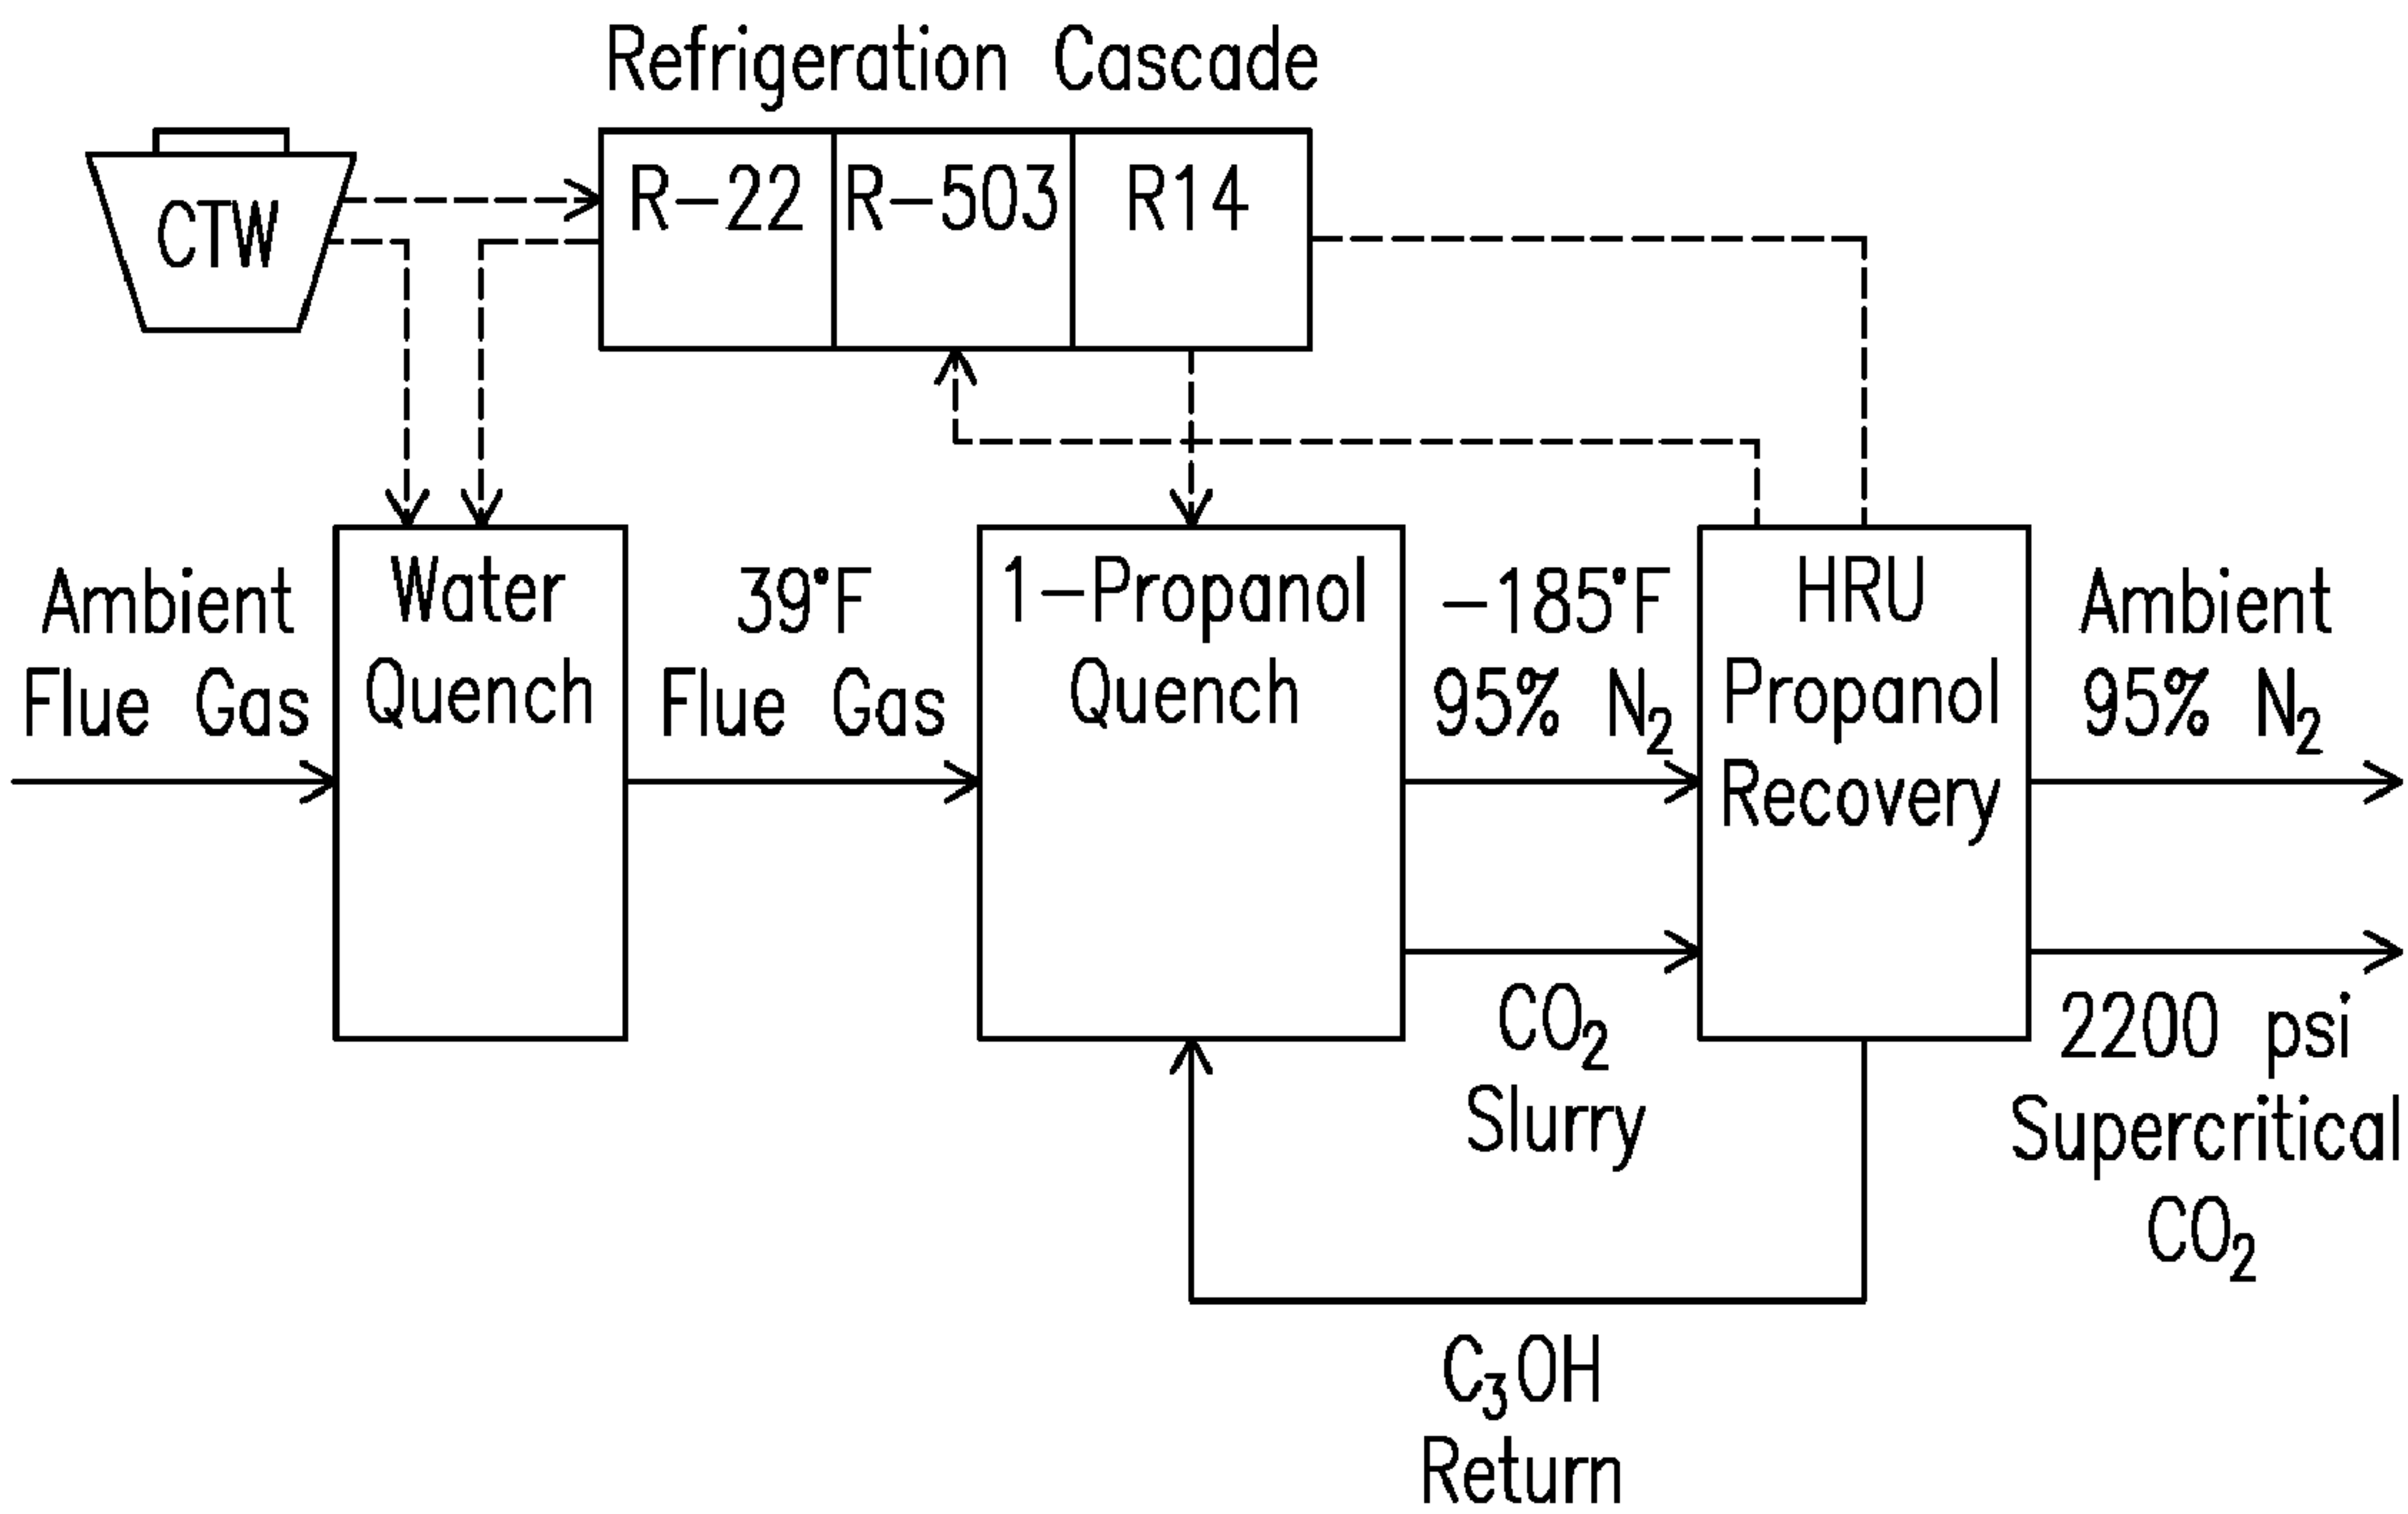 Refrigeration Cascade
CTW
R-22
R-503
R14
Ambient
Flue Gas
Water
Quench
39°F
Flue Gas
1-Propanol
Quench
-185°F
95% N₂
HRU
Propanol
Recovery
Ambient
95% N₂
CO₂
Slurry
2200 psi
Supercritical
CO₂
C₃OH
Return